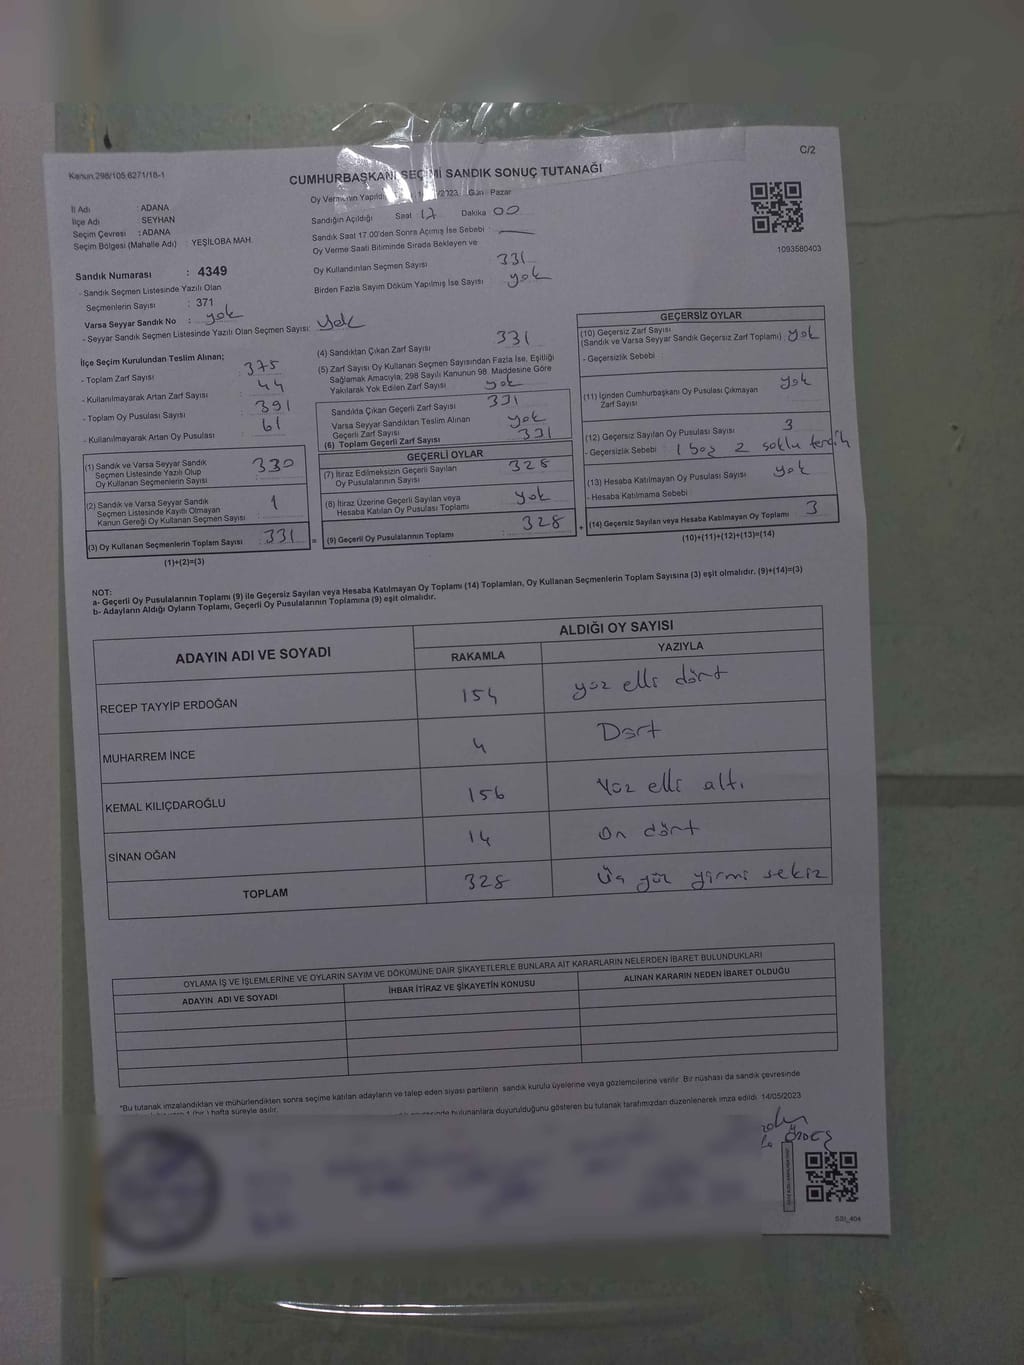 Kanun.298/105,6271/18-1
C/2
CUMHURBAŞKANI SEÇİMİ SANDIK SONUÇ TUTANAĞI
İl Adı : ADANA
İlçe Adı : SEYHAN
Seçim Çevresi : ADANA
Seçim Bölgesi (Mahalle Adı) : YEŞİLOBA MAH.
Oy Vermenin Yapıldı /2023 Gün : Pazar
Sandığın Açıldığı Saat 17 Dakika 00
Sandık Saat 17.00'den Sonra Açımış İse Sebebi :
Oy Verme Saati Bitiminde Sırada Bekleyen ve
Oy Kullandırılan Seçmen Sayısı 331
Birden Fazla Sayım Döküm Yapılmış İse Sayısı : yok
1093560403
Sandık Numarası : 4349
- Sandık Seçmen Listesinde Yazılı Olan
Seçmenlerin Sayısı : 371
Varsa Seyyar Sandık No : yok
- Seyyar Sandık Seçmen Listesinde Yazılı Olan Seçmen Sayısı: yok
İlçe Seçim Kurulundan Teslim Alınan;
- Toplam Zarf Sayısı : 375
- Kullanılmayarak Artan Zarf Sayısı : 44
- Toplam Oy Pusulası Sayısı : 391
- Kullanılmayarak Artan Oy Pusulası : 61
(1) Sandık ve Varsa Seyyar Sandık
Seçmen Listesinde Yazılı Olup
Oy Kullanan Seçmenlerin Sayısı : 330
(2) Sandık ve Varsa Seyyar Sandık
Seçmen Listesinde Kayıtlı Olmayan
Kanun Gereği Oy Kullanan Seçmen Sayısı : 1
(3) Oy Kullanan Seçmenlerin Toplam Sayısı : 331
(1)+(2)=(3)
(4) Sandıktan Çıkan Zarf Sayısı 331
(5) Zarf Sayısı Oy Kullanan Seçmen Sayısından Fazla İse, Eşitliği
Sağlamak Amacıyla, 298 Sayılı Kanunun 98. Maddesine Göre
Yakılarak Yok Edilen Zarf Sayısı yok
Sandıkta Çıkan Geçerli Zarf Sayısı 331
Varsa Seyyar Sandıktan Teslim Alınan
Geçerli Zarf Sayısı yok
(6) Toplam Geçerli Zarf Sayısı 331
GEÇERLİ OYLAR
(7) İtiraz Edilmeksizin Geçerli Sayılan
Oy Pusulalarının Sayısı : 328
(8) İtiraz Üzerine Geçerli Sayılan veya
Hesaba Katılan Oy Pusulası Toplamı : yok
= (9) Geçerli Oy Pusulalarının Toplamı : 328
GEÇERSİZ OYLAR
(10) Geçersiz Zarf Sayısı
(Sandık ve Varsa Seyyar Sandık Geçersiz Zarf Toplamı) : yok
- Geçersizlik Sebebi :
(11) İçinden Cumhurbaşkanı Oy Pusulası Çıkmayan
Zarf Sayısı yok
(12) Geçersiz Sayılan Oy Pusulası Sayısı : 3
- Geçersizlik Sebebi : 1 boş 2
(13) Hesaba Katılmayan Oy Pusulası Sayısı : yok
- Hesaba Katılmama Sebebi :
+ (14) Geçersiz Sayılan veya Hesaba Katılmayan Oy Toplamı : 3
(10)+(11)+(12)+(13)=(14)
NOT:
a- Geçerli Oy Pusulalarının Toplamı (9) ile Geçersiz Sayılan veya Hesaba Katılmayan Oy Toplamı (14) Toplamları, Oy Kullanan Seçmenlerin Toplam Sayısına (3) eşit olmalıdır. (9)+(14)=(3)
b- Adayların Aldığı Oyların Toplamı, Geçerli Oy Pusulalarının Toplamına (9) eşit olmalıdır.
ADAYIN ADI VE SOYADI
ALDIĞI OY SAYISI
RAKAMLA YAZIYLA
RECEP TAYYİP ERDOĞAN 154 yüz elli dört
MUHARREM İNCE 4 Dört
KEMAL KILIÇDAROĞLU 156 Yüz elli altı
SİNAN OĞAN 14 On dört
TOPLAM 328 Üç yüz yirmi sekiz
OYLAMA İŞ VE İŞLEMLERİNE VE OYLARIN SAYIM VE DÖKÜMÜNE DAİR ŞİKAYETLERLE BUNLARA AİT KARARLARIN NELERDEN İBARET BULUNDUKLARI
ADAYIN ADI VE SOYADI İHBAR İTİRAZ VE ŞİKAYETİN KONUSU ALINAN KARARIN NEDEN İBARET OLDUĞU
*Bu tutanak imzalandıktan ve mühürlendikten sonra seçime katılan adayların ve talep eden siyasi partilerin sandık kurulu üyelerine veya gözlemcilerine verilir. Bir nüshası da sandık çevresinde
1 (bir) hafta süreyle asılır.
bulunanlara duyurulduğunu gösteren bu tutanak tarafımızdan düzenlenerek imza edildi. 14/05/2023
SSI_404